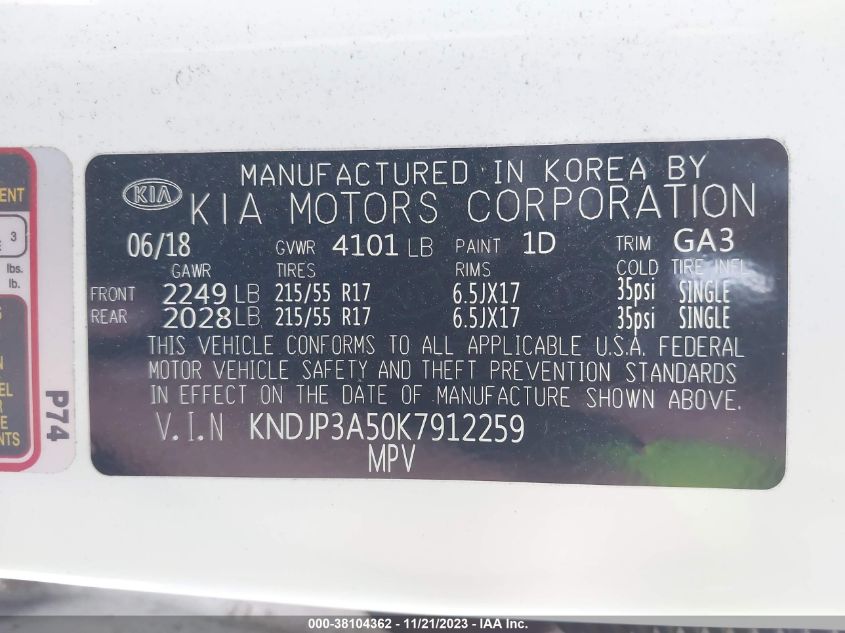 MANUFACTURED IN KOREA BY
KIA KIA MOTORS CORPORATION
06/18 GVWR 4101 LB PAINT 1D TRIM GA3
GAWR TIRES RIMS COLD TIRE INFL
FRONT 2249 LB 215/55 R17 6.5JX17 35psi SINGLE
REAR 2028 LB 215/55 R17 6.5JX17 35psi SINGLE
THIS VEHICLE CONFORMS TO ALL APPLICABLE U.S.A. FEDERAL
MOTOR VEHICLE SAFETY AND THEFT PREVENTION STANDARDS
IN EFFECT ON THE DATE OF MANUFACTURE SHOWN ABOVE.
V.I.N KNDJP3A50K7912259
MPV
3
lbs.
lb.
P74
000-38104362 - 11/21/2023 - IAA Inc.